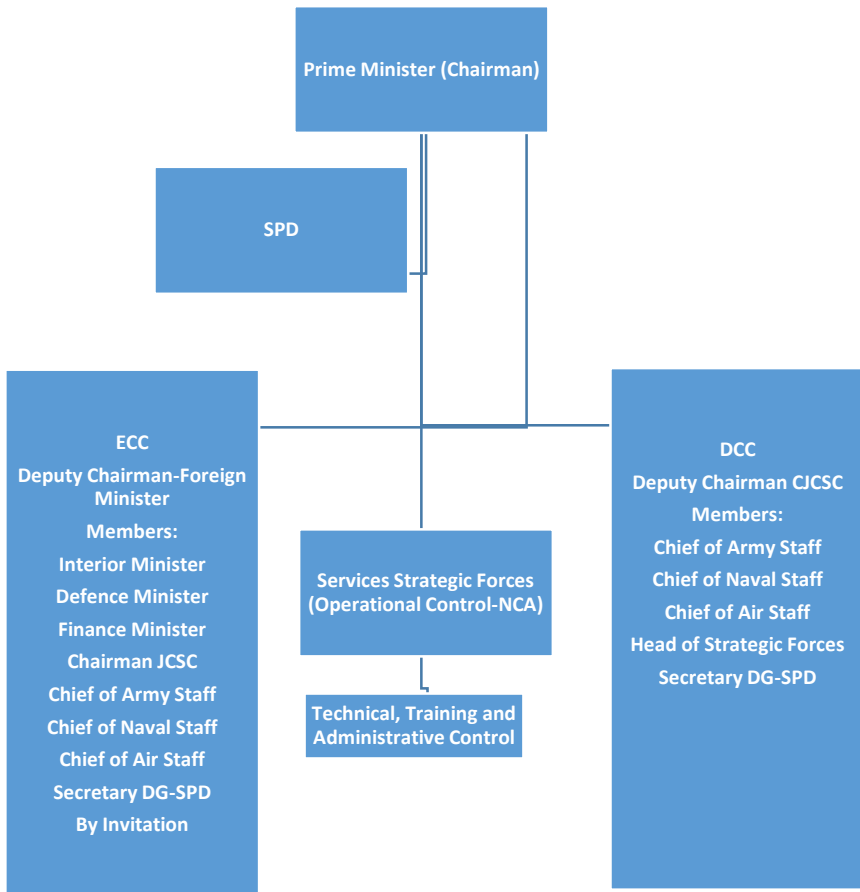 Prime Minister (Chairman)
SPD
ECC
Deputy Chairman-Foreign
Minister
Members:
Interior Minister
Defence Minister
Finance Minister
Chairman JCSC
Chief of Army Staff
Chief of Naval Staff
Chief of Air Staff
Secretary DG-SPD
By Invitation
Services Strategic Forces
(Operational Control-NCA)
Technical, Training and
Administrative Control
DCC
Deputy Chairman CJCSC
Members:
Chief of Army Staff
Chief of Naval Staff
Chief of Air Staff
Head of Strategic Forces
Secretary DG-SPD